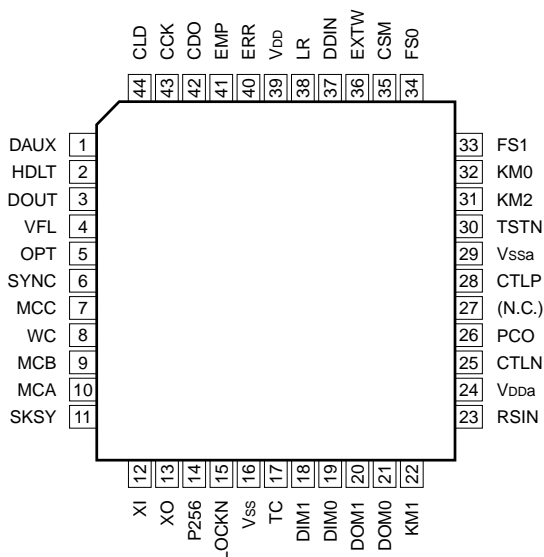 CLD CCK CDO EMP ERR VDD LR DDIN EXTW CSM FS0
44 43 42 41 40 39 38 37 36 35 34
DAUX 1
HDLT 2
DOUT 3
VFL 4
OPT 5
SYNC 6
MCC 7
WC 8
MCB 9
MCA 10
SKSY 11
33 FS1
32 KM0
31 KM2
30 TSTN
29 Vssa
28 CTLP
27 (N.C.)
26 PCO
25 CTLN
24 VDDa
23 RSIN
12 13 14 15 16 17 18 19 20 21 22
XI XO P256 LOCKN Vss TC DIM1 DIM0 DOM1 DOM0 KM1